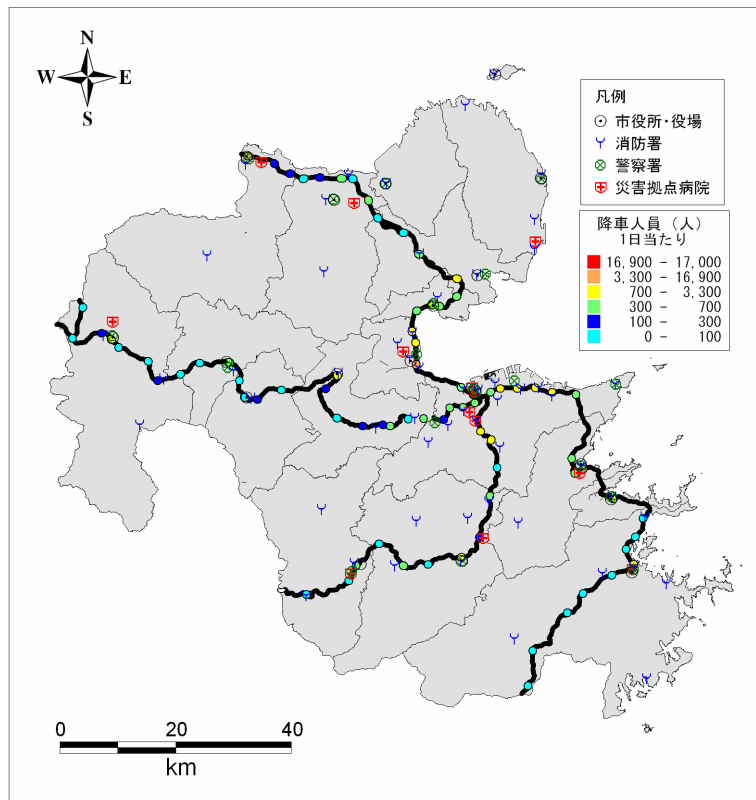 N
W E
S
凡例
市役所・役場
消防署
警察署
災害拠点病院
降車人員（人）
1日当たり
16,900 － 17,000
3,300 － 16,900
700 － 3,300
300 － 700
100 － 300
0 － 100
0 20 40
km